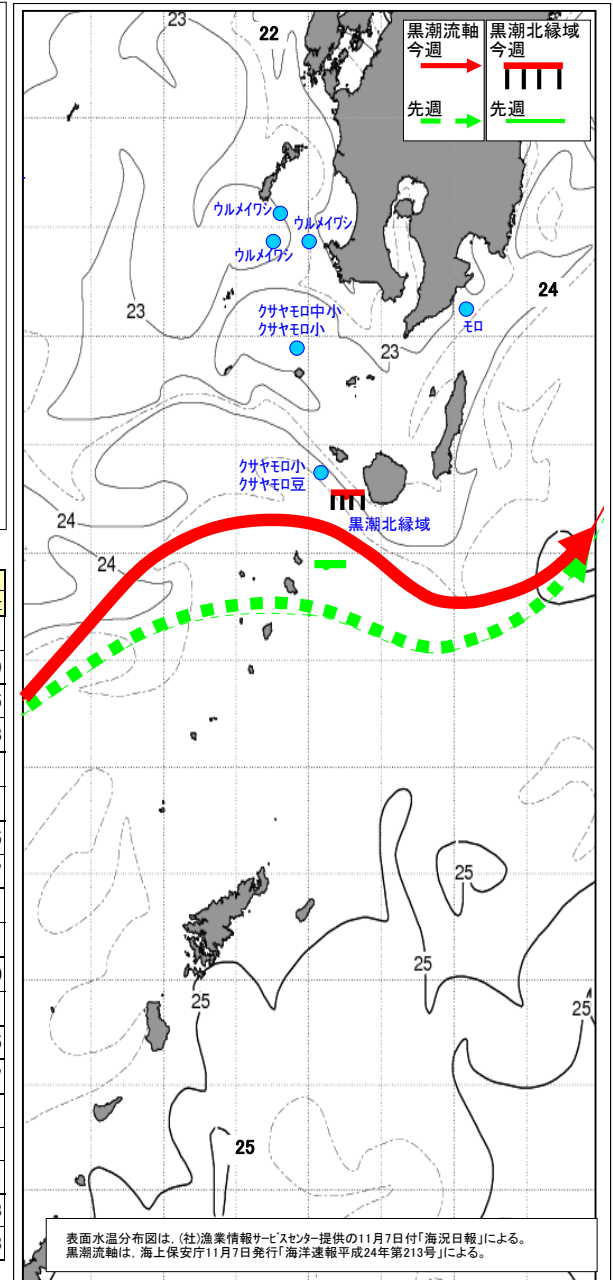 黒潮流軸
今週
先週
黒潮北縁域
今週
先週
23
22
ウルメイワシ
ウルメイワシ
ウルメイワシ
24
クサヤモロ中小
クサヤモロ小
23
モロ
23
クサヤモロ小
クサヤモロ豆
黒潮北縁域
24
24
25
25
25
25
25
表面水温分布図は, (社)漁業情報サービスセンター提供の11月7日付「海況日報」による。
黒潮流軸は, 海上保安庁11月7日発行「海洋速報平成24年第213号」による。